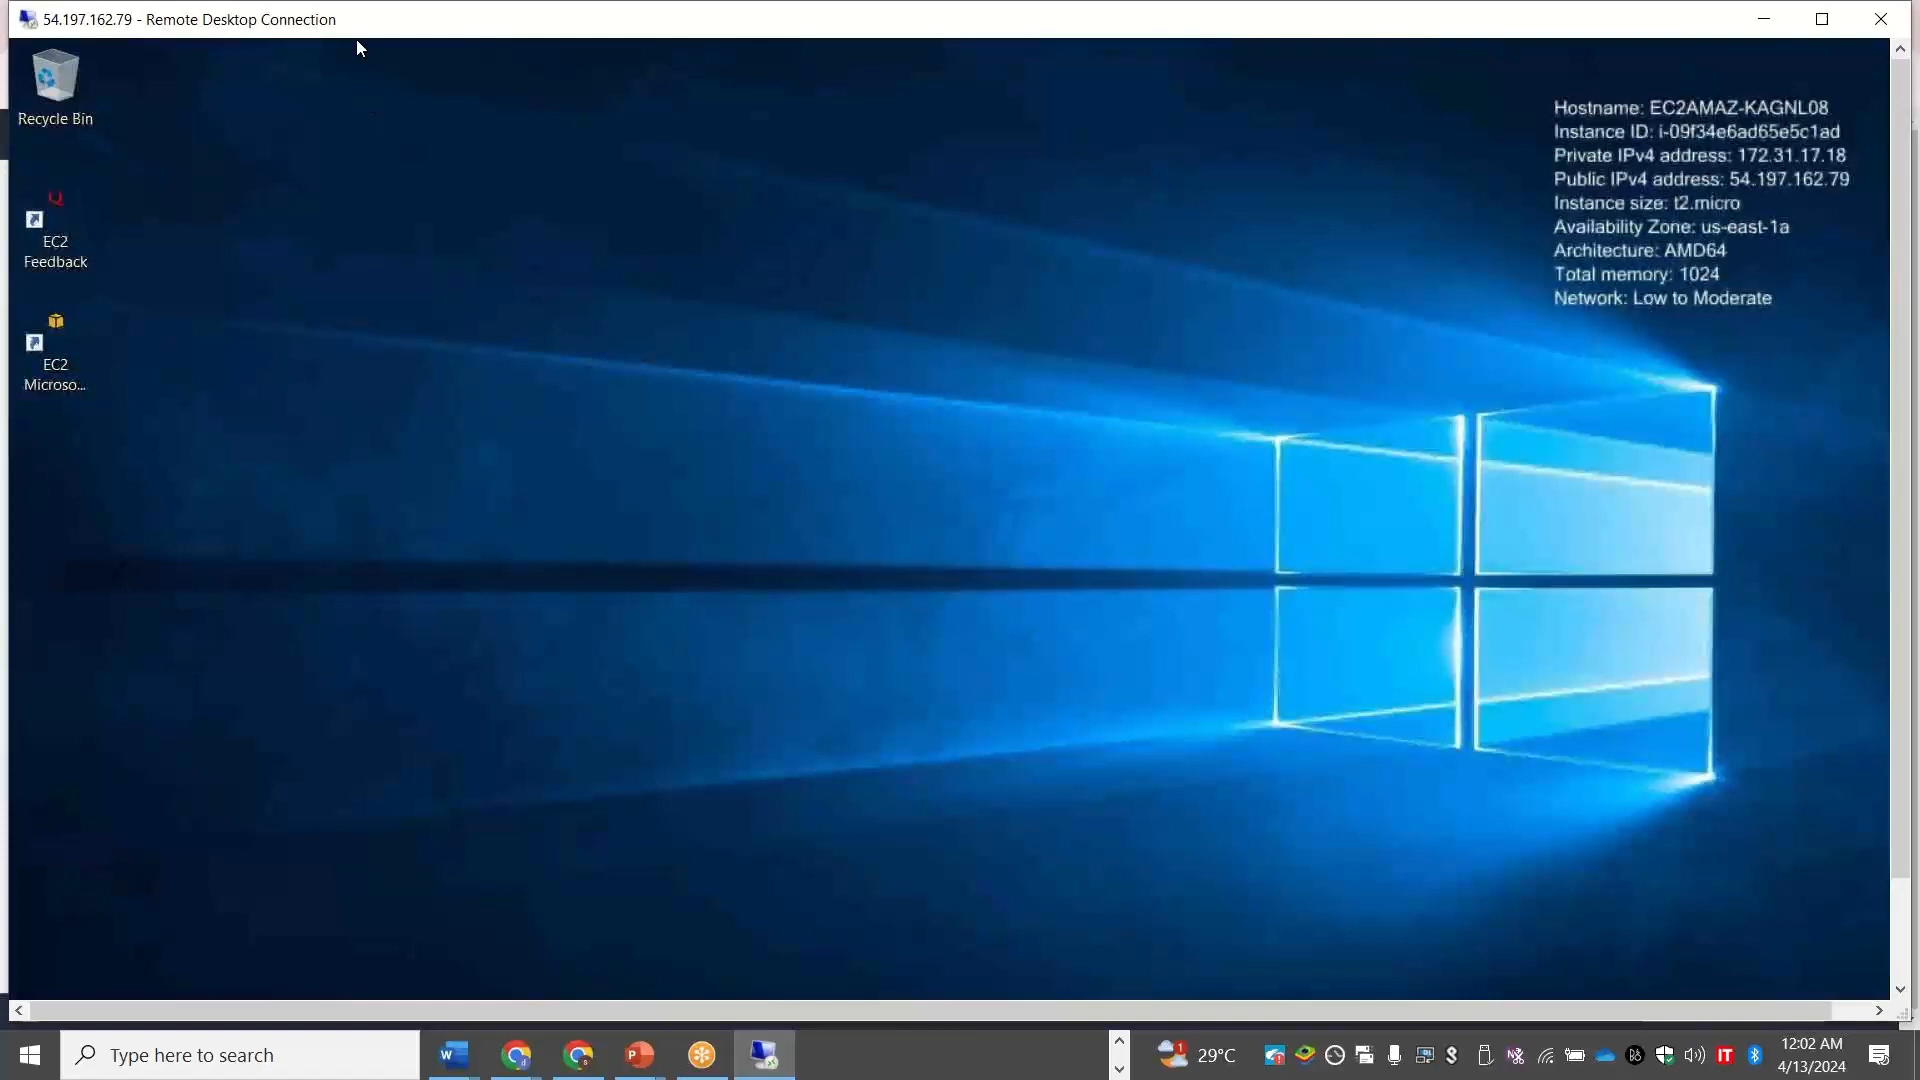 54.197.162.79 - Remote Desktop Connection
Recycle Bin
EC2
Feedback
EC2
Microso...
Hostname: EC2AMAZ-KAGNL08
Instance ID: i-09f34e6ad65e5c1ad
Private IPv4 address: 172.31.17.18
Public IPv4 address: 54.197.162.79
Instance size: t2.micro
Availability Zone: us-east-1a
Architecture: AMD64
Total memory: 1024
Network: Low to Moderate
Type here to search
29°C
12:02 AM
4/13/2024